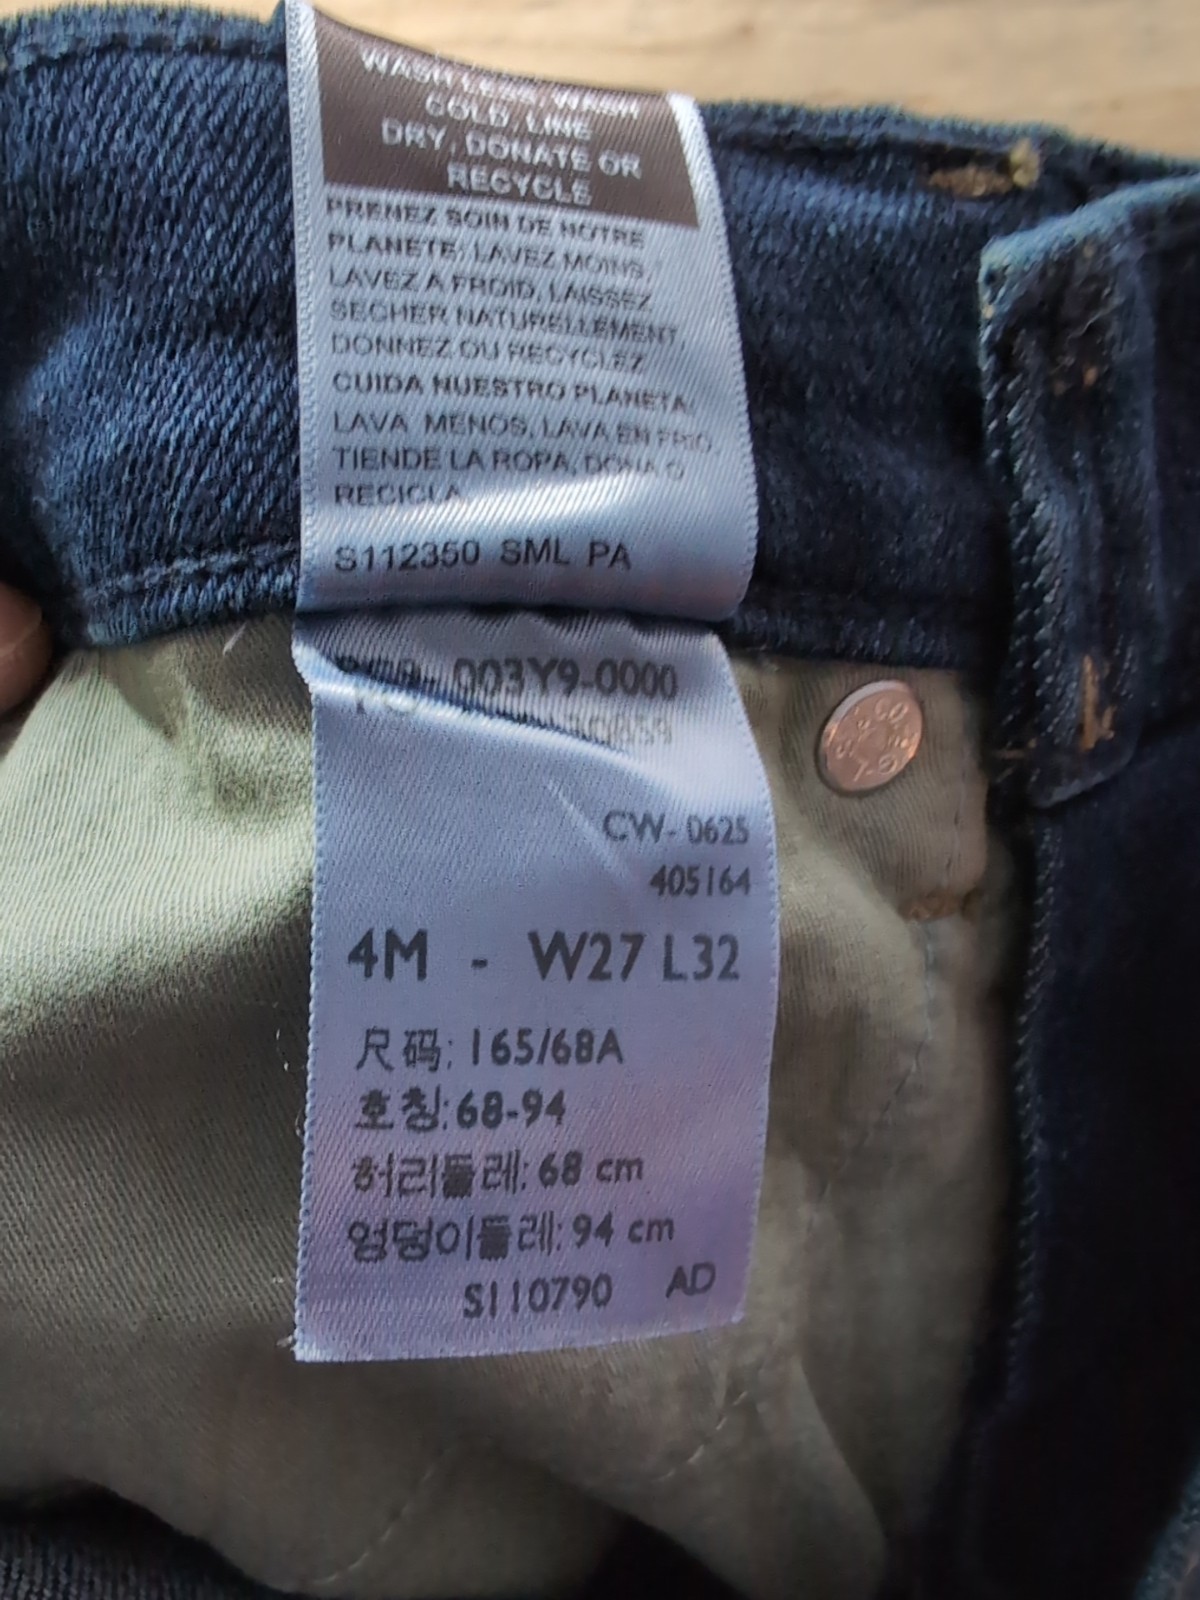 WASH LESS, WASH
COLD, LINE
DRY, DONATE OR
RECYCLE
PRENEZ SOIN DE NOTRE
PLANETE: LAVEZ MOINS,
LAVEZ A FROID, LAISSEZ
SECHER NATURELLEMENT,
DONNEZ OU RECYCLEZ
CUIDA NUESTRO PLANETA:
LAVA MENOS, LAVA EN FRIO,
TIENDE LA ROPA, DONA O
RECICLA
S112350 SML PA
003Y9-0000
CW-0625
405164
4M - W27 L32
尺码: 165/68A
호칭: 68-94
허리둘레: 68 cm
엉덩이둘레: 94 cm
S110790 AD